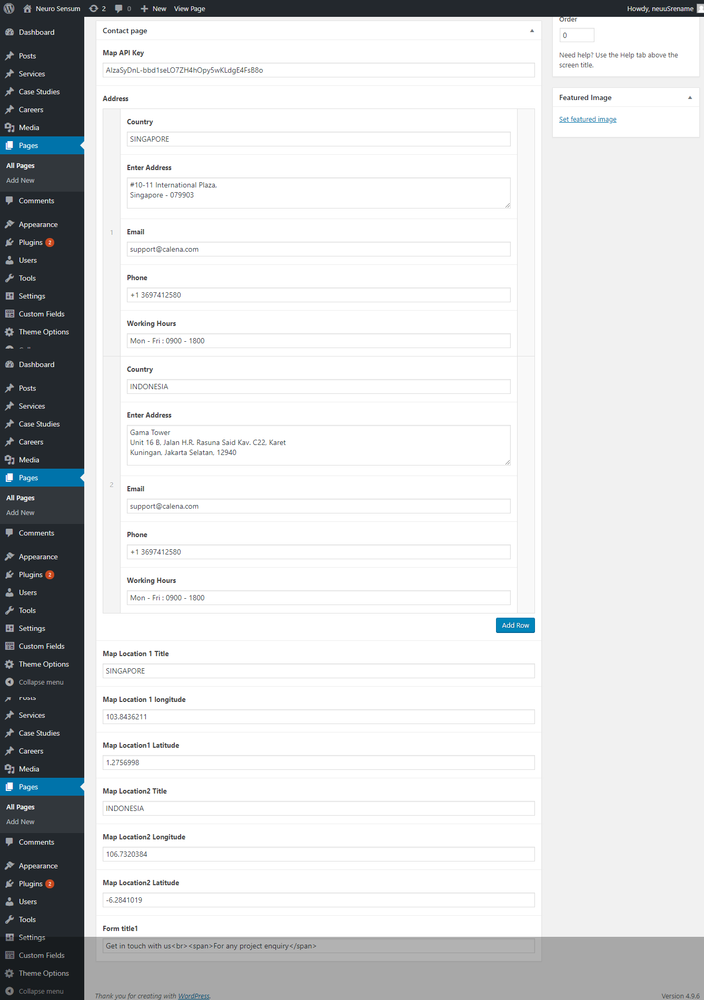 Neuro Sensum
2
0
New
View Page
Howdy, neuuSrename
Dashboard
Posts
Services
Case Studies
Careers
Media
Pages
All Pages
Add New
Comments
Appearance
Plugins 2
Users
Tools
Settings
Custom Fields
Theme Options
Dashboard
Posts
Services
Case Studies
Careers
Media
Pages
All Pages
Add New
Comments
Appearance
Plugins 2
Users
Tools
Settings
Custom Fields
Theme Options
Collapse menu
Posts
Services
Case Studies
Careers
Media
Pages
All Pages
Add New
Comments
Appearance
Plugins 2
Users
Tools
Settings
Custom Fields
Theme Options
Collapse menu
Contact page
Map API Key
AIzaSyDnL-bbd1seLO7ZH4hOpy5wKLdgE4FsB8o
Address
1
Country
SINGAPORE
Enter Address
#10-11 International Plaza,
Singapore - 079903
Email
support@calena.com
Phone
+1 3697412580
Working Hours
Mon - Fri : 0900 - 1800
2
Country
INDONESIA
Enter Address
Gama Tower
Unit 16 B, Jalan H.R. Rasuna Said Kav. C22, Karet
Kuningan, Jakarta Selatan, 12940
Email
support@calena.com
Phone
+1 3697412580
Working Hours
Mon - Fri : 0900 - 1800
Add Row
Map Location 1 Title
SINGAPORE
Map Location 1 longitude
103.8436211
Map Location1 Latitude
1.2756998
Map Location2 Title
INDONESIA
Map Location2 Longitude
106.7320384
Map Location2 Latitude
-6.2841019
Form title1
Get in touch with us<br><span>For any project enquiry</span>
Order
0
Need help? Use the Help tab above the
screen title.
Featured Image
Set featured image
Thank you for creating with WordPress.
Version 4.9.6